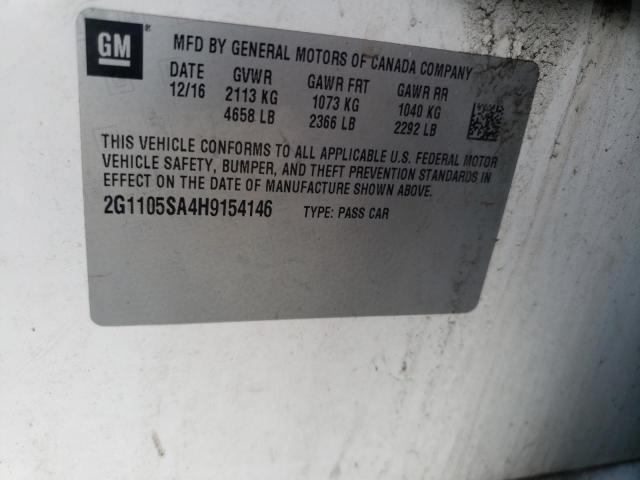 GM ®
MFD BY GENERAL MOTORS OF CANADA COMPANY
DATE GVWR GAWR FRT GAWR RR
12/16 2113 KG 1073 KG 1040 KG
4658 LB 2366 LB 2292 LB
THIS VEHICLE CONFORMS TO ALL APPLICABLE U.S. FEDERAL MOTOR
VEHICLE SAFETY, BUMPER, AND THEFT PREVENTION STANDARDS IN
EFFECT ON THE DATE OF MANUFACTURE SHOWN ABOVE.
2G1105SA4H9154146 TYPE: PASS CAR